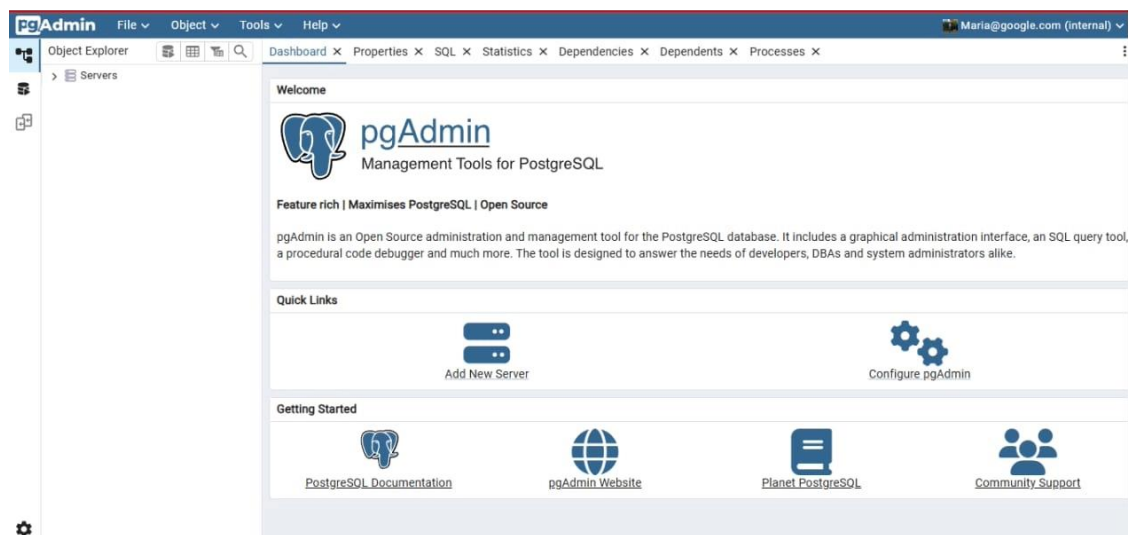 pgAdmin File Object Tools Help Maria@google.com (internal)
Object Explorer
Dashboard Properties SQL Statistics Dependencies Dependents Processes
Servers
Welcome
pgAdmin
Management Tools for PostgreSQL
Feature rich | Maximises PostgreSQL | Open Source
pgAdmin is an Open Source administration and management tool for the PostgreSQL database. It includes a graphical administration interface, an SQL query tool,
a procedural code debugger and much more. The tool is designed to answer the needs of developers, DBAs and system administrators alike.
Quick Links
Add New Server
Configure pgAdmin
Getting Started
PostgreSQL Documentation
pgAdmin Website
Planet PostgreSQL
Community Support